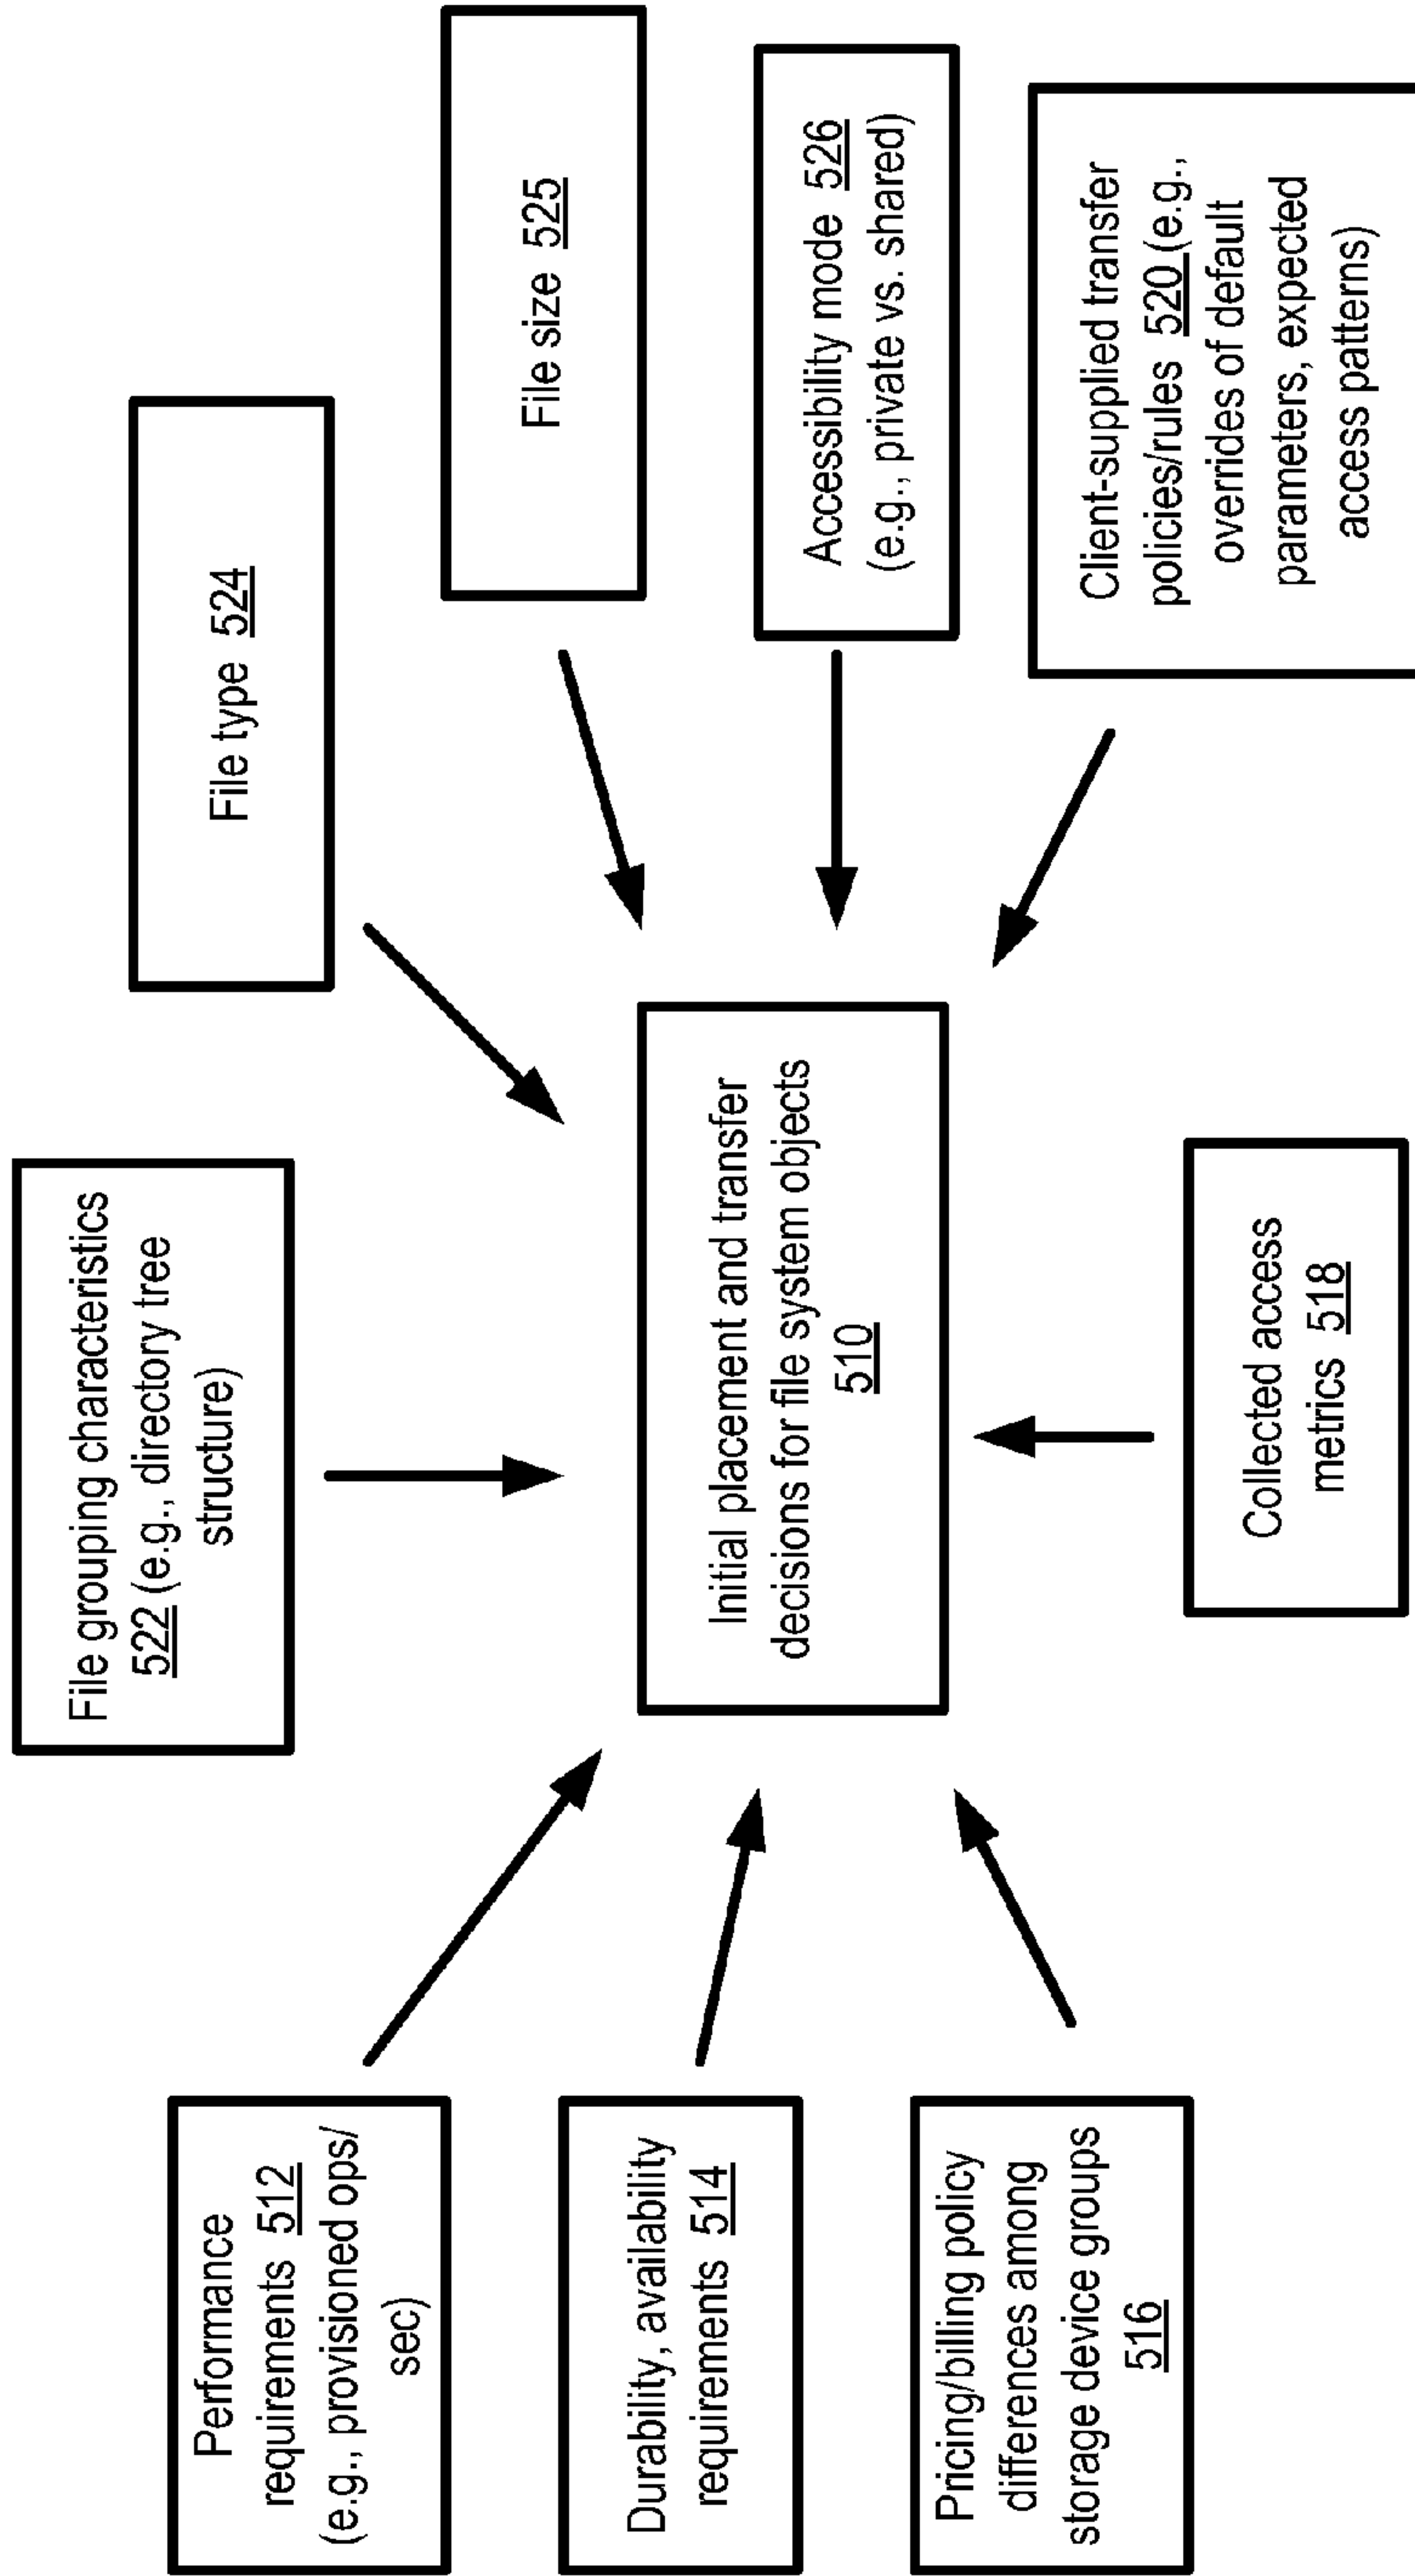 File grouping characteristics
522 (e.g., directory tree
structure)
File type 524
File size 525
Accessibility mode 526
(e.g., private vs. shared)
Client-supplied transfer
policies/rules 520 (e.g.,
overrides of default
parameters, expected
access patterns)
Performance
requirements 512
(e.g., provisioned ops/
sec)
Durability, availability
requirements 514
Pricing/billing policy
differences among
storage device groups
516
Initial placement and transfer
decisions for file system objects
510
Collected access
metrics 518